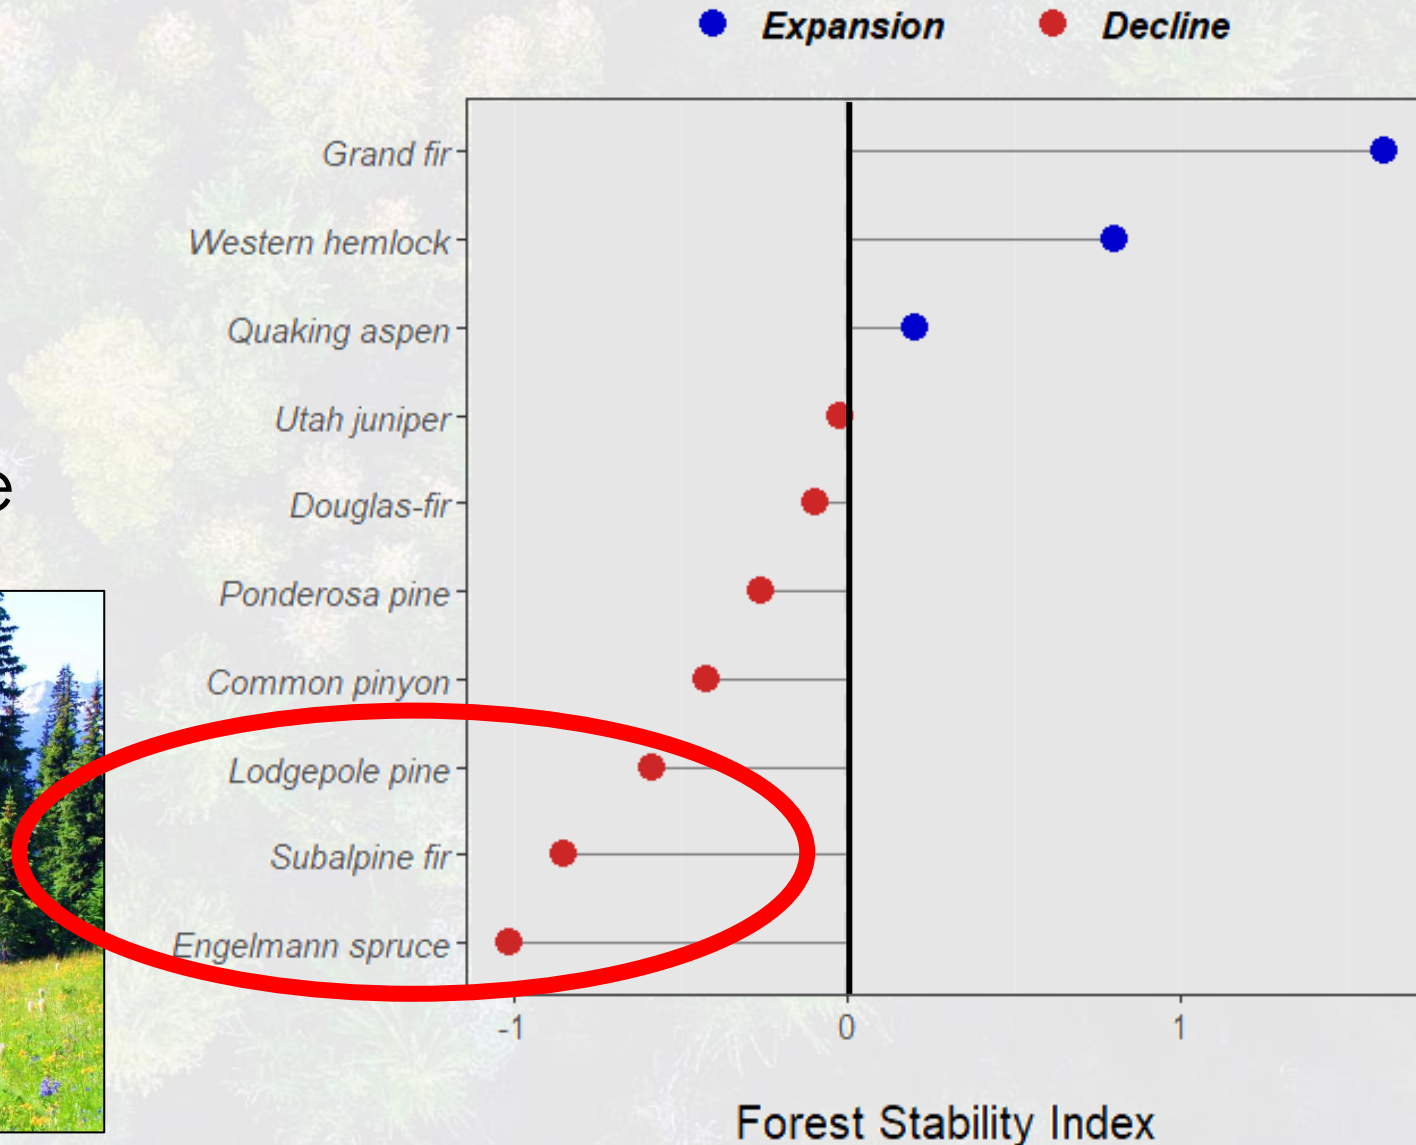 Expansion Decline
Grand fir
Western hemlock
Quaking aspen
Utah juniper
Douglas-fir
e
Ponderosa pine
Common pinyon
Lodgepole pine
Subalpine fir
Engelmann spruce
-1 0 1
Forest Stability Index